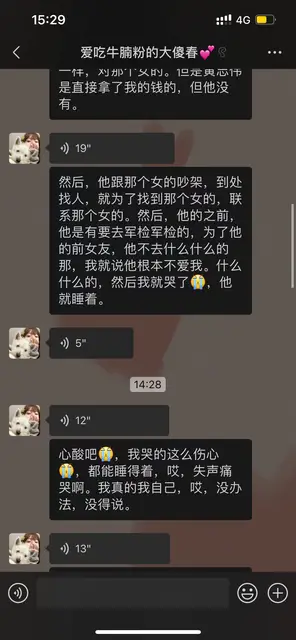 15:29
4G
爱吃牛腩粉的大傻春💕
一样，对那个女的。但是黄志伟
是直接拿了我的钱的，但他没
有。
19"
然后，他跟那个女的吵架，到处
找人，就为了找到那个女的，联
系那个女的。然后，他的之前，
他是有要去军检军检的，为了他
的前女友，他不去什么什么的
那，我就说他根本不爱我。什么
什么的，然后我就哭了😭，他
就睡着。
5"
14:28
12"
心酸吧😭，我哭的这么伤心
😭，都能睡得着，哎，失声痛
哭啊。我真的我自己，哎，没办
法，没得说。
13"